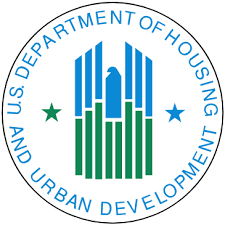 U.S. DEPARTMENT OF HOUSING
AND URBAN DEVELOPMENT